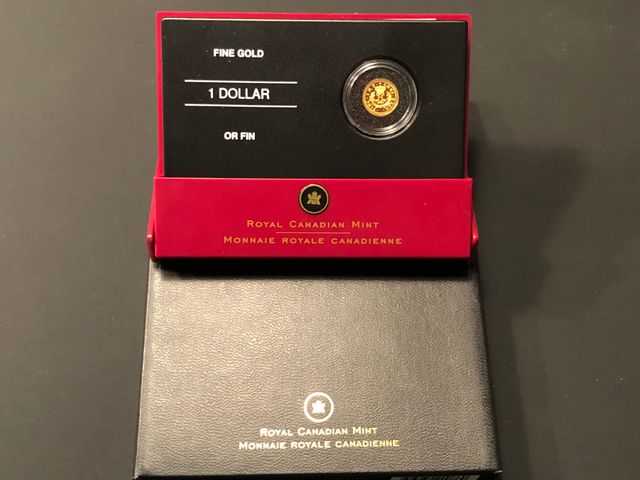 FINE GOLD
1 DOLLAR
OR FIN
ROYAL CANADIAN MINT
MONNAIE ROYALE CANADIENNE
ROYAL CANADIAN MINT
MONNAIE ROYALE CANADIENNE